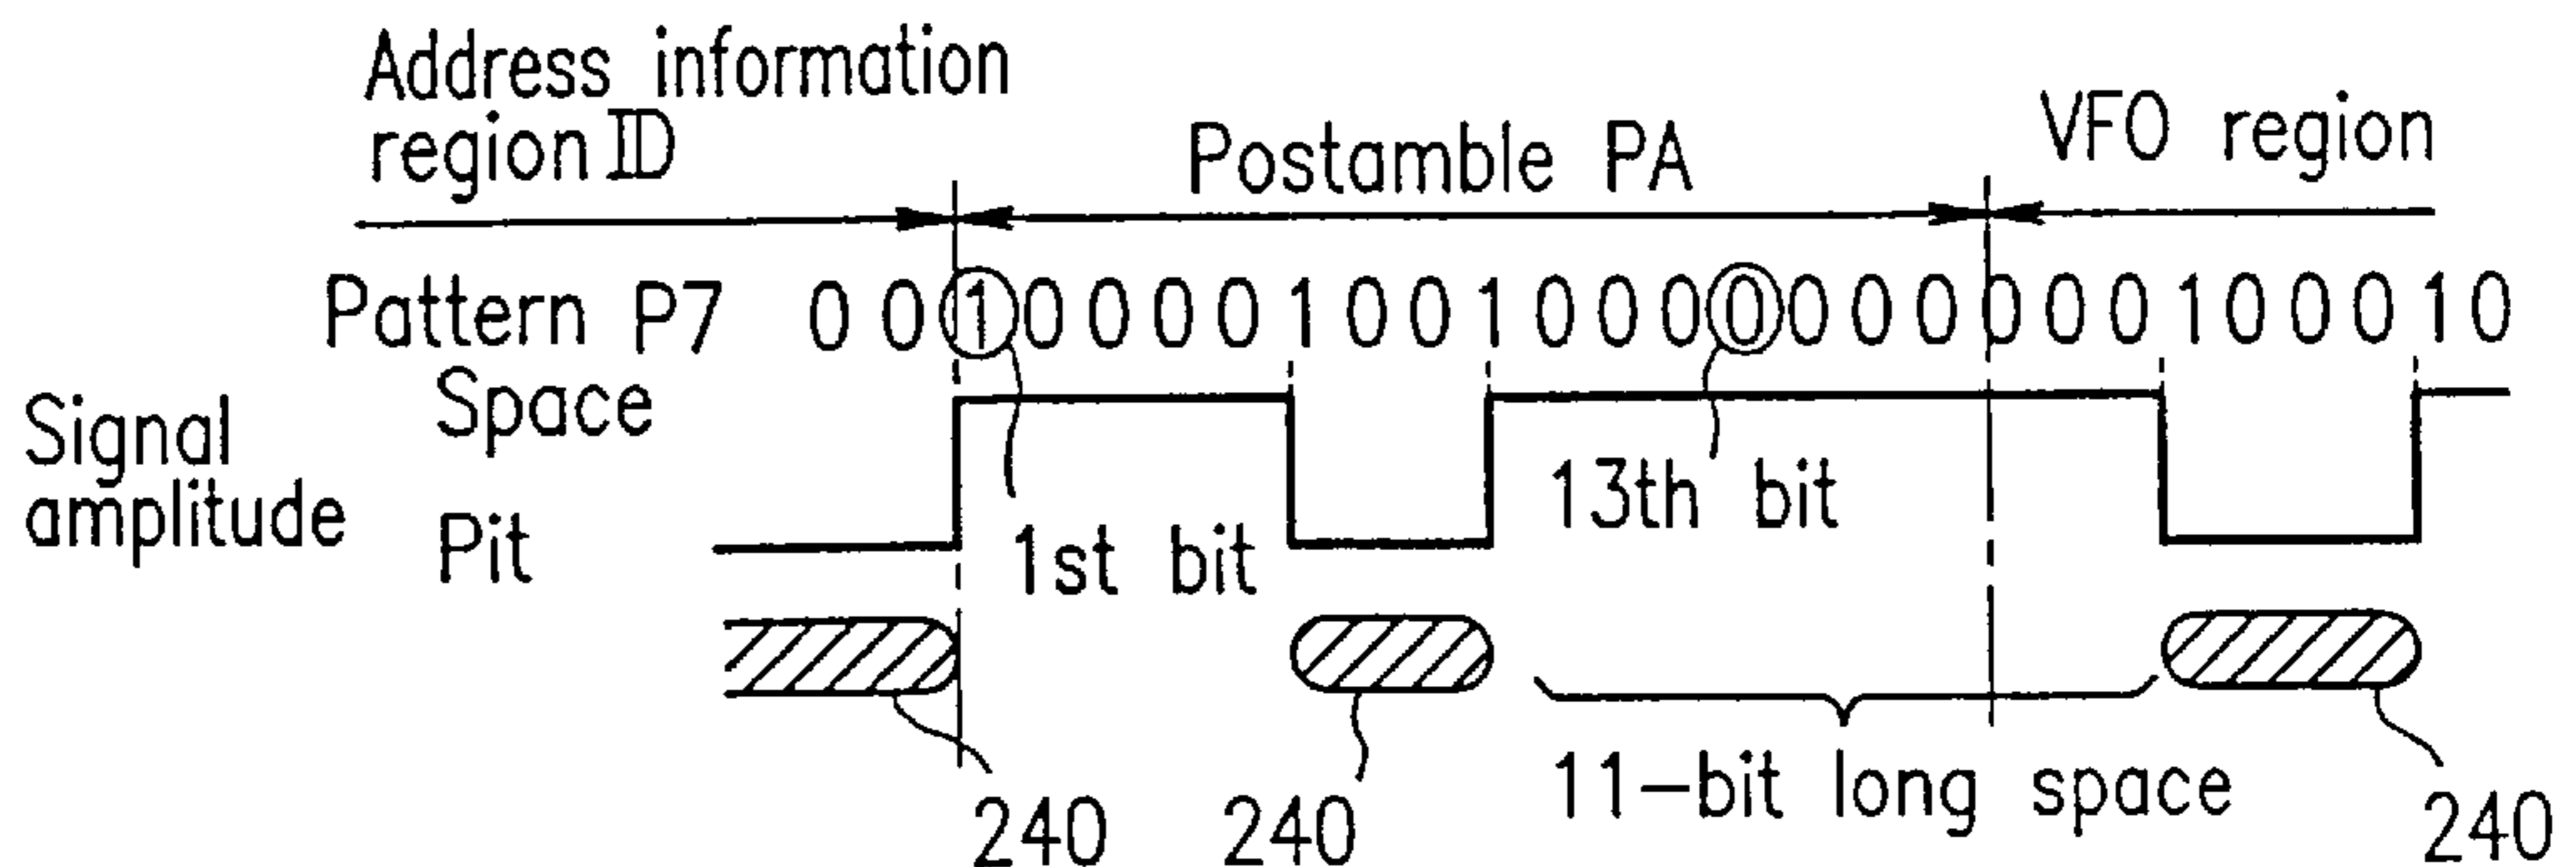 Address information
region ID
Postamble PA
VFO region
Pattern P7 0 0 1 0 0 0 0 1 0 0 1 0 0 0 0 0 0 0 0 0 0 1 0 0 0 1 0
Signal
amplitude
Space
Pit
1st bit
13th bit
11-bit long space
240
240
240